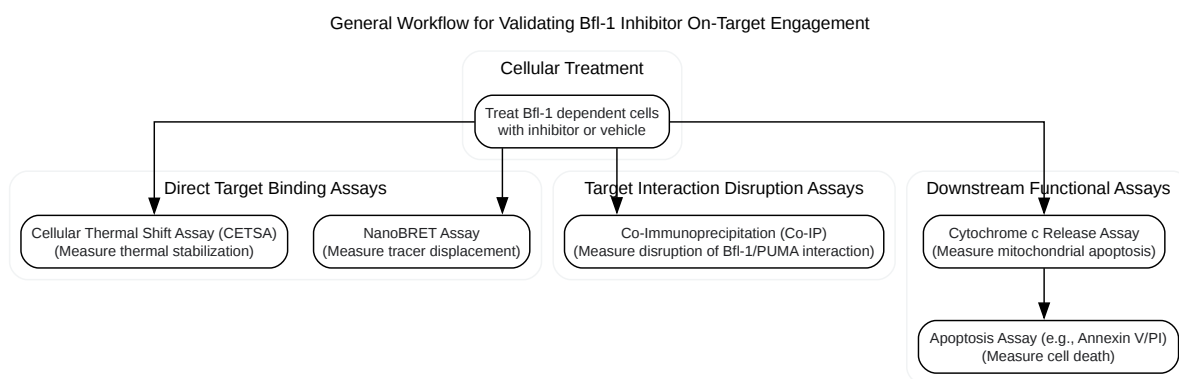 General Workflow for Validating Bfl-1 Inhibitor On-Target Engagement
Cellular Treatment
Treat Bfl-1 dependent cells
with inhibitor or vehicle
Direct Target Binding Assays
Cellular Thermal Shift Assay (CETSA)
(Measure thermal stabilization)
NanoBRET Assay
(Measure tracer displacement)
Target Interaction Disruption Assays
Co-Immunoprecipitation (Co-IP)
(Measure disruption of Bfl-1/PUMA interaction)
Downstream Functional Assays
Cytochrome c Release Assay
(Measure mitochondrial apoptosis)
Apoptosis Assay (e.g., Annexin V/PI)
(Measure cell death)